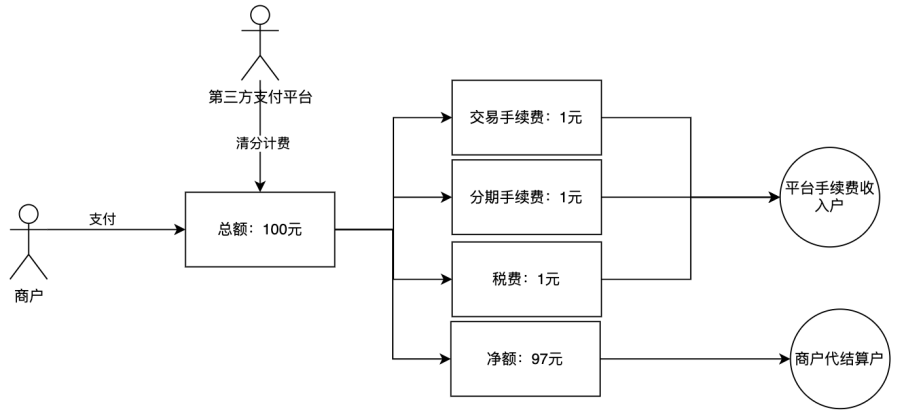 第三方支付平台
清分计费
商户
支付
总额：100元
交易手续费：1元
分期手续费：1元
税费：1元
净额：97元
平台手续费收
入户
商户代结算户